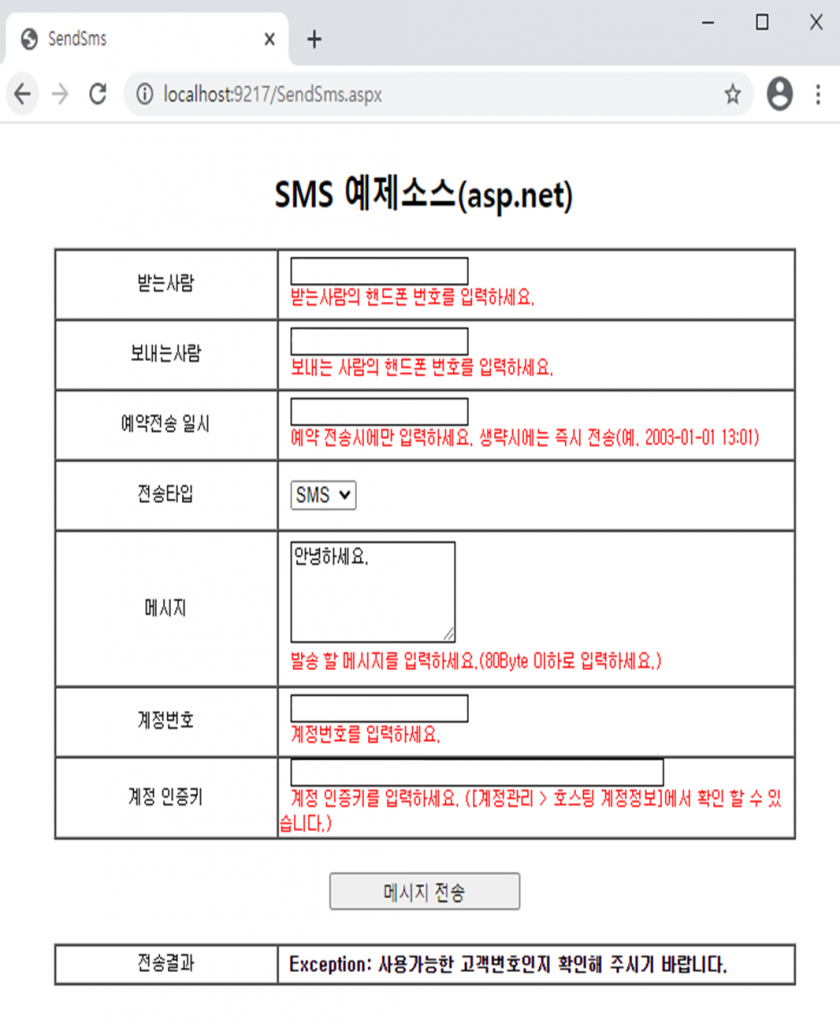 SendSms
localhost:9217/SendSms.aspx
SMS 예제소스(asp.net)
받는사람
받는사람의 핸드폰 번호를 입력하세요.
보내는사람
보내는 사람의 핸드폰 번호를 입력하세요.
예약전송 일시
예약 전송시에만 입력하세요. 생략시에는 즉시 전송(예. 2003-01-01 13:01)
전송타입
SMS
메시지
안녕하세요.
발송 할 메시지를 입력하세요.(80Byte 이하로 입력하세요.)
계정번호
계정번호를 입력하세요.
계정 인증키
계정 인증키를 입력하세요. ([계정관리 > 호스팅 계정정보]에서 확인 할 수 있
습니다.)
메시지 전송
전송결과
Exception: 사용가능한 고객번호인지 확인해 주시기 바랍니다.